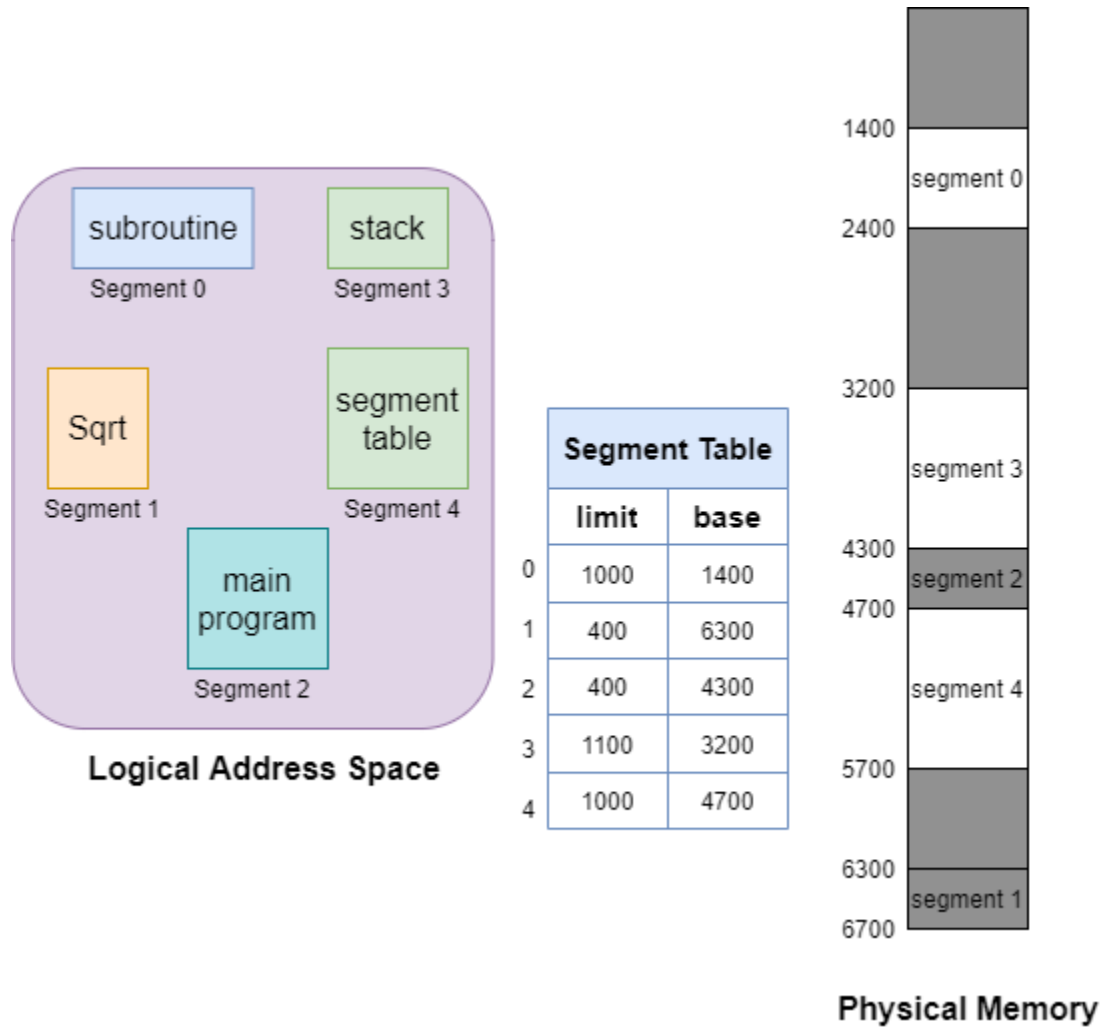 subroutine
Segment 0
stack
Segment 3
Sqrt
Segment 1
segment
table
Segment 4
main
program
Segment 2
Logical Address Space
Segment Table
limit base
0 1000 1400
1 400 6300
2 400 4300
3 1100 3200
4 1000 4700
1400
segment 0
2400
3200
segment 3
4300
segment 2
4700
segment 4
5700
6300
segment 1
6700
Physical Memory